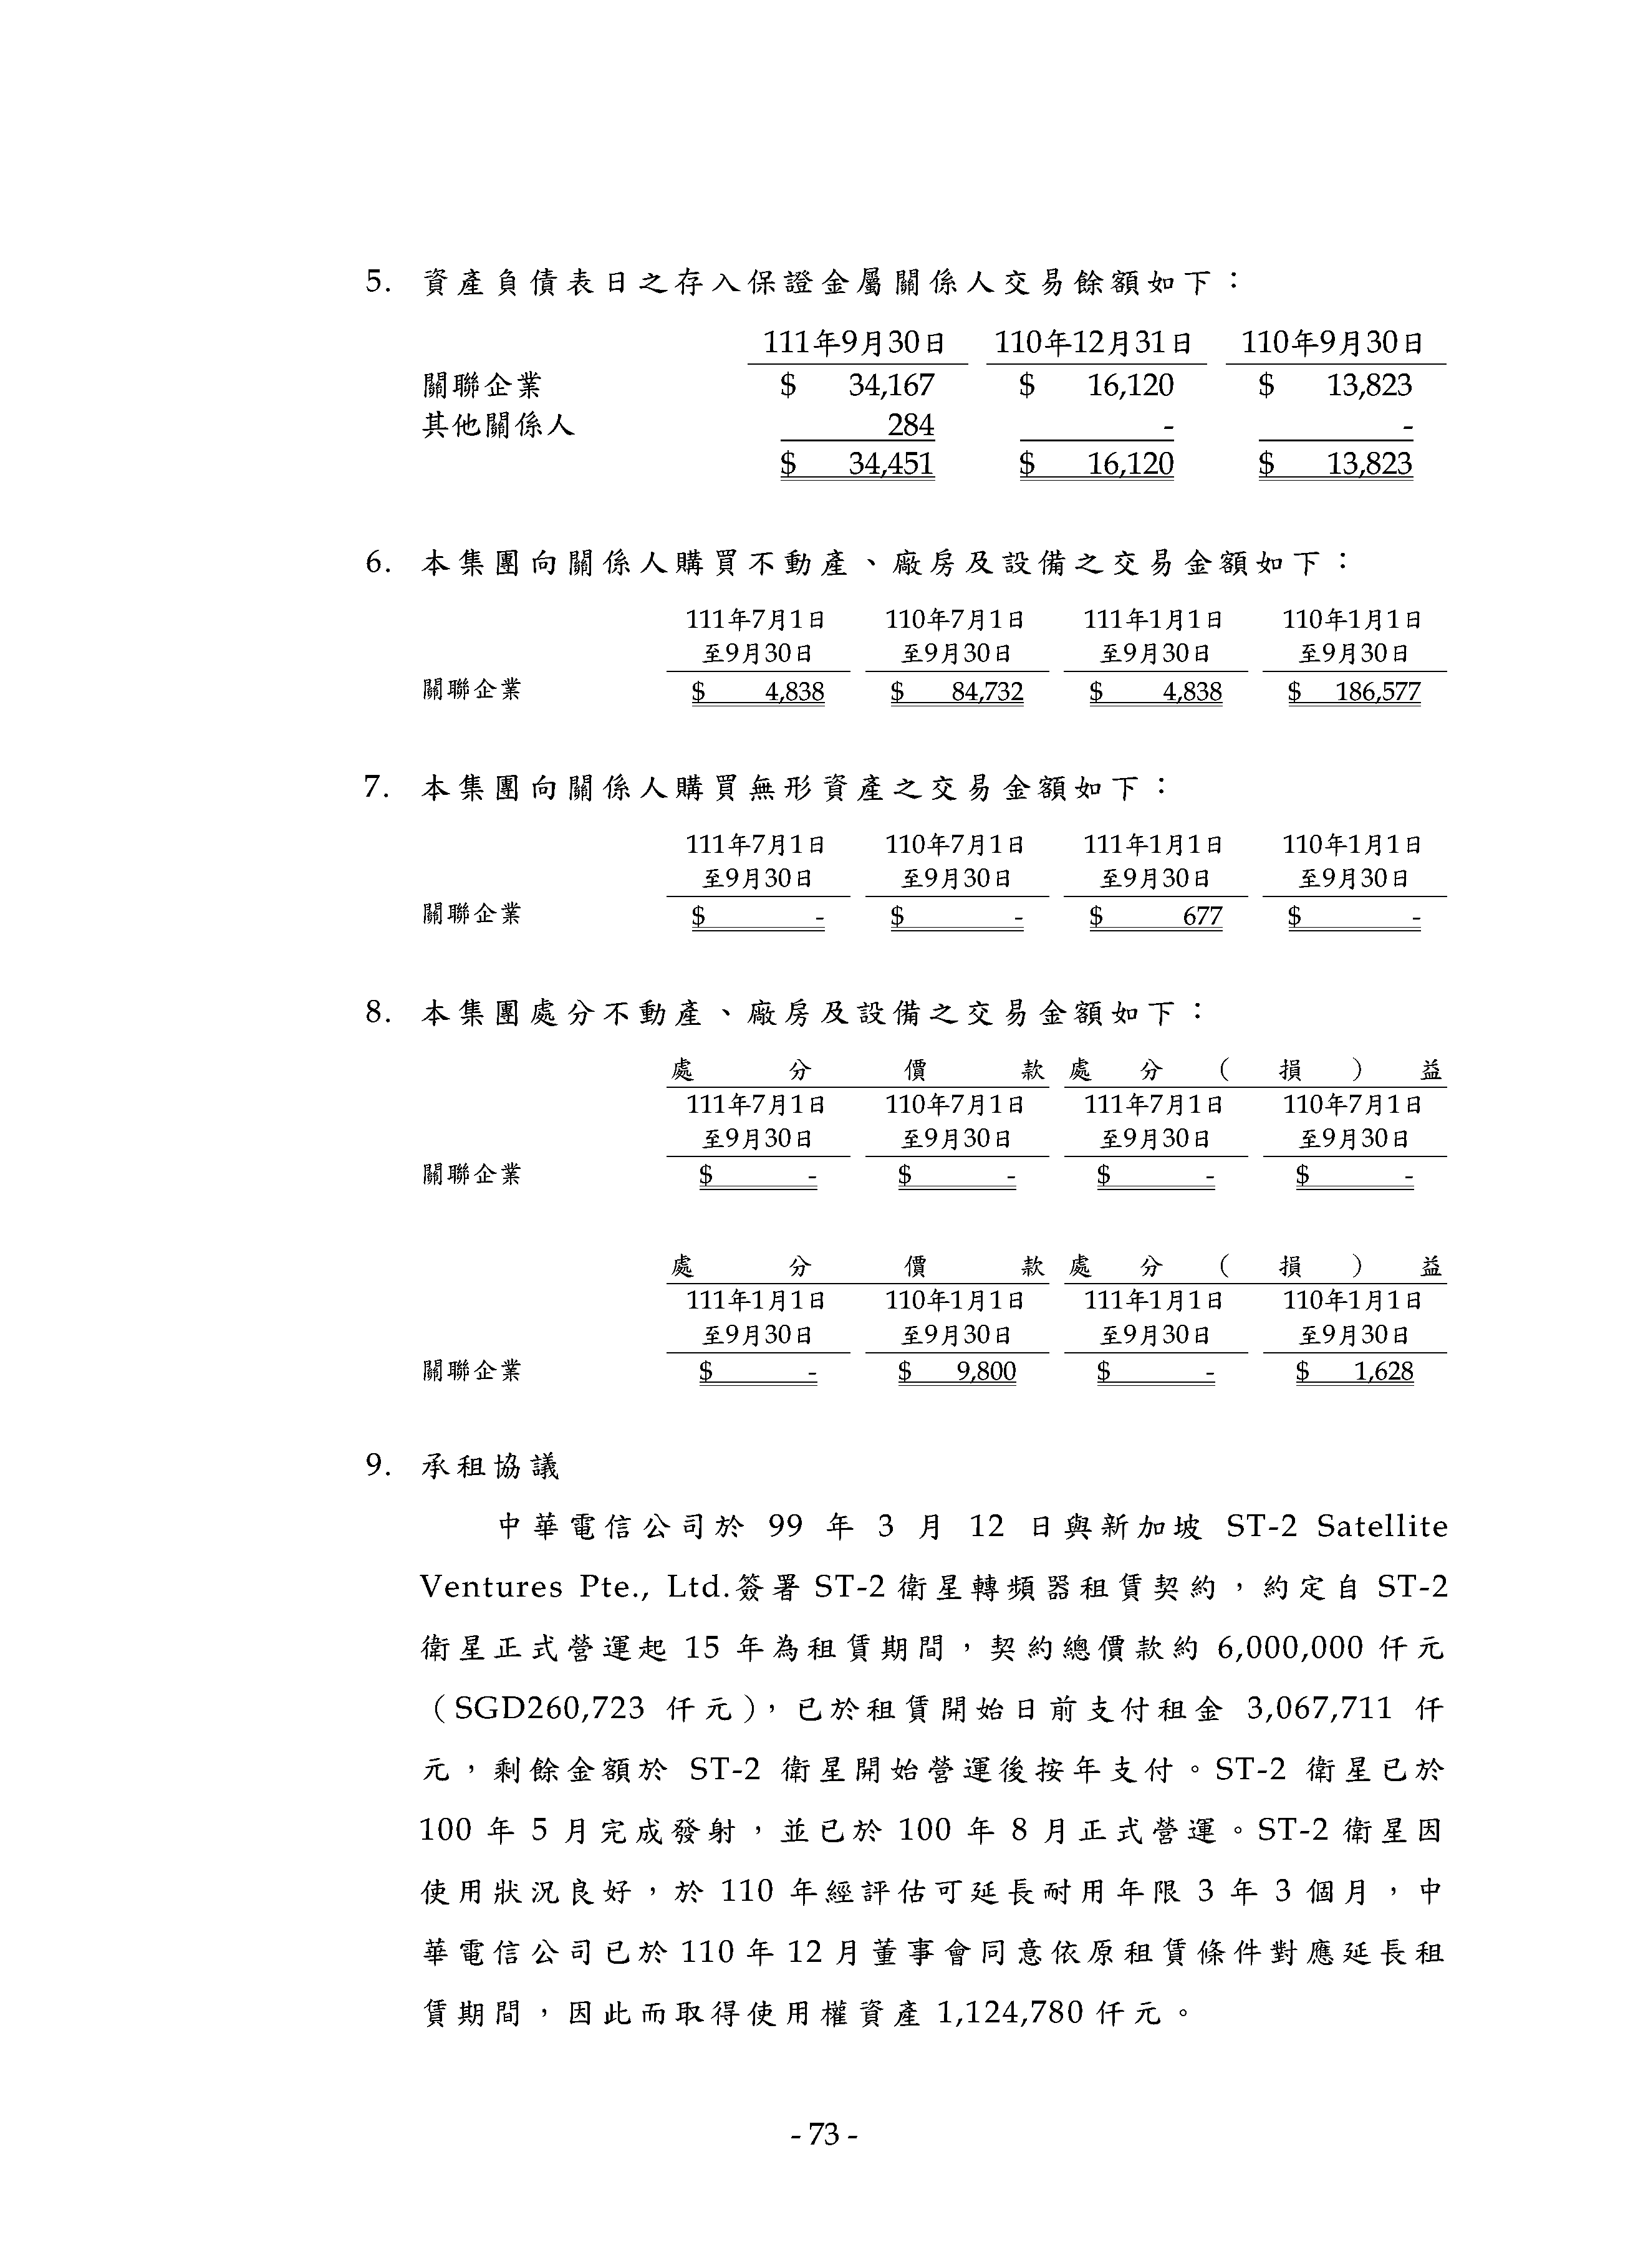 5. 資產負債表日之存入保證金屬關係人交易餘額如下：
111年9月30日 110年12月31日 110年9月30日
關聯企業 $ 34,167 $ 16,120 $ 13,823
其他關係人 284 - -
$ 34,451 $ 16,120 $ 13,823
6. 本集團向關係人購買不動產、廠房及設備之交易金額如下：
111年7月1日 110年7月1日 111年1月1日 110年1月1日
至9月30日 至9月30日 至9月30日 至9月30日
關聯企業 $ 4,838 $ 84,732 $ 4,838 $ 186,577
7. 本集團向關係人購買無形資產之交易金額如下：
111年7月1日 110年7月1日 111年1月1日 110年1月1日
至9月30日 至9月30日 至9月30日 至9月30日
關聯企業 $ - $ - $ 677 $ -
8. 本集團處分不動產、廠房及設備之交易金額如下：
處分價款 處分(損)益
111年7月1日 110年7月1日 111年7月1日 110年7月1日
至9月30日 至9月30日 至9月30日 至9月30日
關聯企業 $ - $ - $ - $ -
處分價款 處分(損)益
111年1月1日 110年1月1日 111年1月1日 110年1月1日
至9月30日 至9月30日 至9月30日 至9月30日
關聯企業 $ - $ 9,800 $ - $ 1,628
9. 承租協議
中華電信公司於 99 年 3 月 12 日與新加坡 ST-2 Satellite
Ventures Pte., Ltd.簽署 ST-2 衛星轉頻器租賃契約，約定自 ST-2
衛星正式營運起 15 年為租賃期間，契約總價款約 6,000,000 仟元
（SGD260,723 仟元），已於租賃開始日前支付租金 3,067,711 仟
元，剩餘金額於 ST-2 衛星開始營運後按年支付。ST-2 衛星已於
100 年 5 月完成發射，並已於 100 年 8 月正式營運。ST-2 衛星因
使用狀況良好，於 110 年經評估可延長耐用年限 3 年 3 個月，中
華電信公司已於 110 年 12 月董事會同意依原租賃條件對應延長租
賃期間，因此而取得使用權資產 1,124,780 仟元。
- 73 -